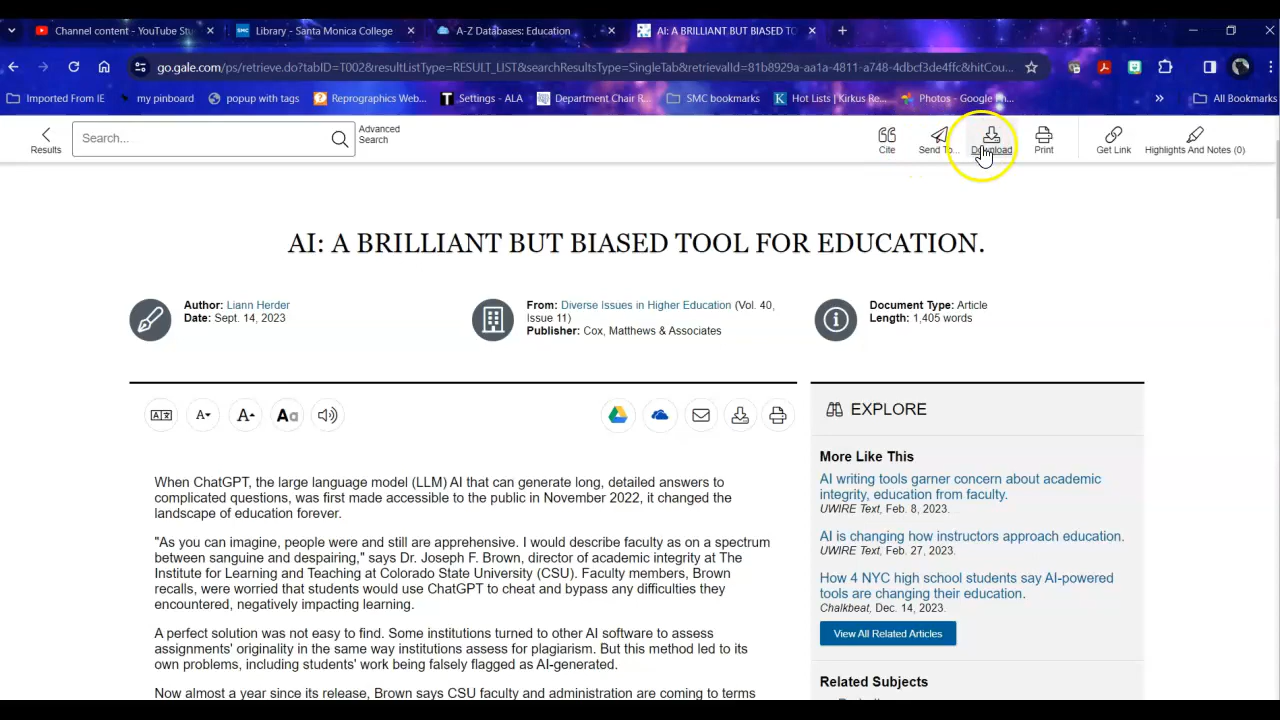 Channel content - YouTube Stu
Library - Santa Monica College
A-Z Databases: Education
AI: A BRILLIANT BUT BIASED TO
go.gale.com/ps/retrieve.do?tabID=T002&resultListType=RESULT_LIST&searchResultsType=SingleTab&retrievalId=81b8929a-aa1a-4811-a748-4dbcf3de4ffc&hitCou...
Imported From IE
my pinboard
popup with tags
Reprographics Web...
Settings - ALA
Department Chair R...
SMC bookmarks
Hot Lists | Kirkus Re...
Photos - Google Ph...
All Bookmarks
Results
Search...
Advanced
Search
Cite
Send To...
Download
Print
Get Link
Highlights And Notes (0)
AI: A BRILLIANT BUT BIASED TOOL FOR EDUCATION.
Author: Liann Herder
Date: Sept. 14, 2023
From: Diverse Issues in Higher Education (Vol. 40,
Issue 11)
Publisher: Cox, Matthews & Associates
Document Type: Article
Length: 1,405 words
When ChatGPT, the large language model (LLM) AI that can generate long, detailed answers to
complicated questions, was first made accessible to the public in November 2022, it changed the
landscape of education forever.
"As you can imagine, people were and still are apprehensive. I would describe faculty as on a spectrum
between sanguine and despairing," says Dr. Joseph F. Brown, director of academic integrity at The
Institute for Learning and Teaching at Colorado State University (CSU). Faculty members, Brown
recalls, were worried that students would use ChatGPT to cheat and bypass any difficulties they
encountered, negatively impacting learning.
A perfect solution was not easy to find. Some institutions turned to other AI software to assess
assignments' originality in the same way institutions assess for plagiarism. But this method led to its
own problems, including students' work being falsely flagged as AI-generated.
Now almost a year since its release, Brown says CSU faculty and administration are coming to terms
EXPLORE
More Like This
AI writing tools garner concern about academic
integrity, education from faculty.
UWIRE Text, Feb. 8, 2023.
AI is changing how instructors approach education.
UWIRE Text, Feb. 27, 2023.
How 4 NYC high school students say AI-powered
tools are changing their education.
Chalkbeat, Dec. 14, 2023.
View All Related Articles
Related Subjects